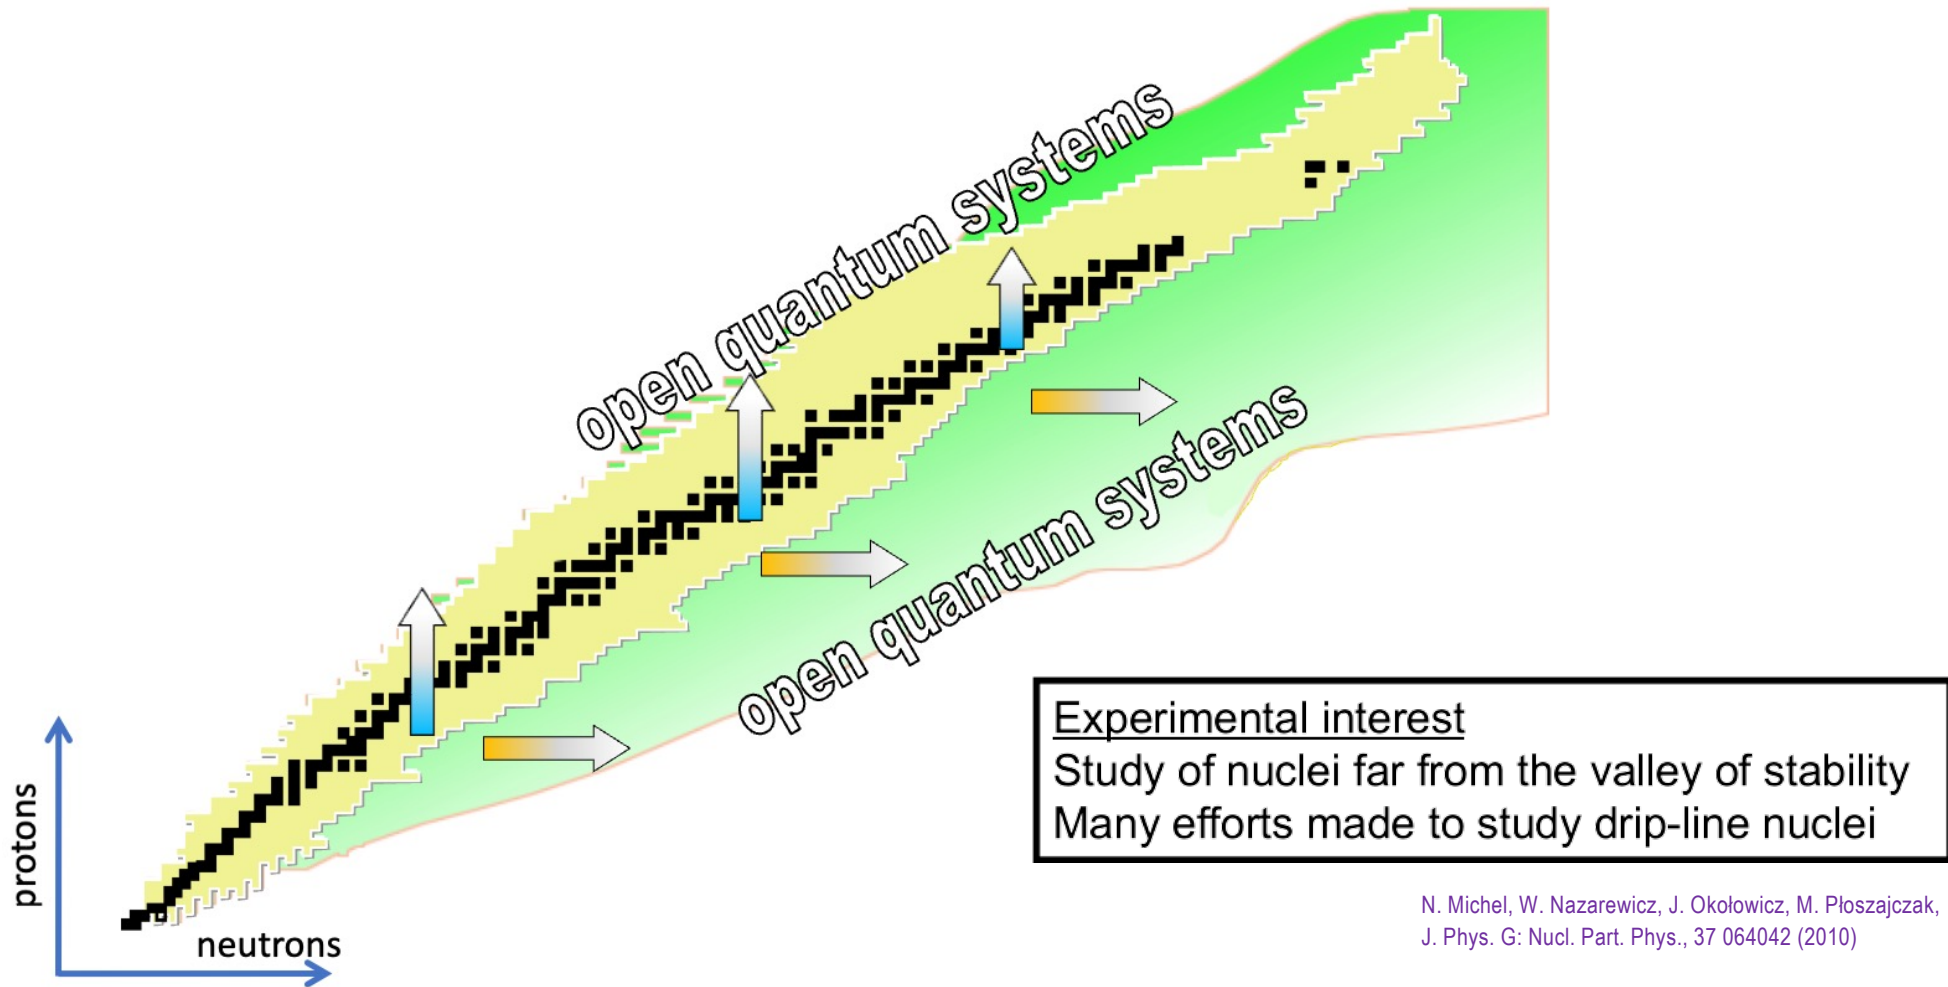 open quantum systems
open quantum systems
protons
neutrons
Experimental interest
Study of nuclei far from the valley of stability
Many efforts made to study drip-line nuclei
N. Michel, W. Nazarewicz, J. Okołowicz, M. Płoszajczak,
J. Phys. G: Nucl. Part. Phys., 37 064042 (2010)